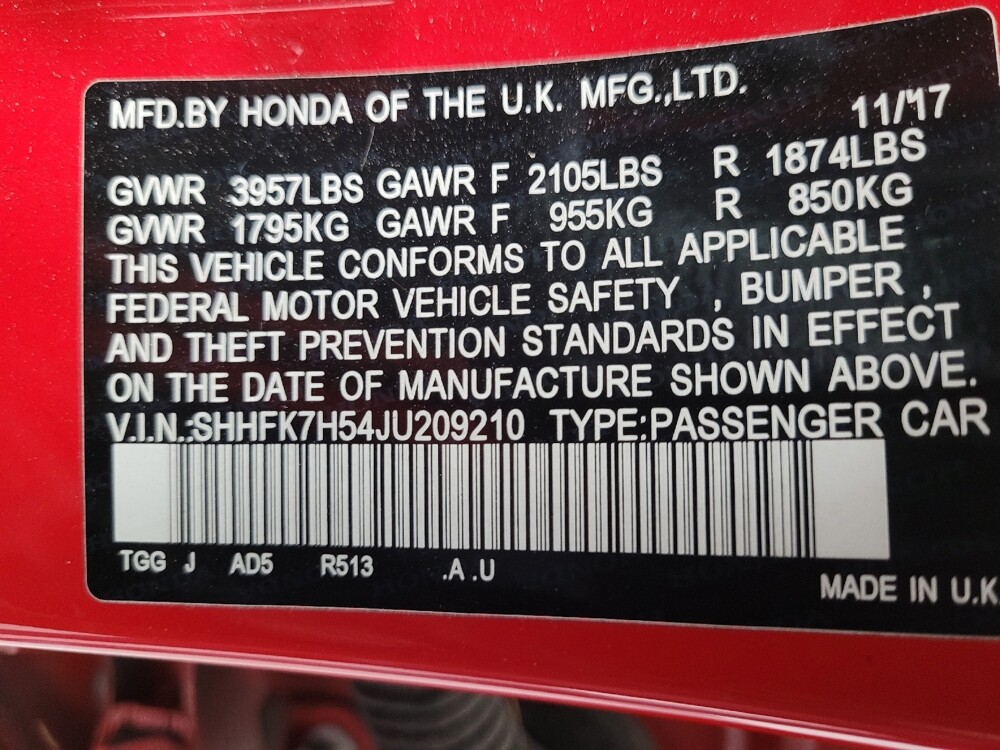 MFD.BY HONDA OF THE U.K. MFG.,LTD.
11/17
GVWR 3957LBS GAWR F 2105LBS R 1874LBS
GVWR 1795KG GAWR F 955KG R 850KG
THIS VEHICLE CONFORMS TO ALL APPLICABLE
FEDERAL MOTOR VEHICLE SAFETY , BUMPER ,
AND THEFT PREVENTION STANDARDS IN EFFECT
ON THE DATE OF MANUFACTURE SHOWN ABOVE.
V.I.N.:SHHFK7H54JU209210 TYPE:PASSENGER CAR
TGG J AD5 R513 .A .U
MADE IN U.K